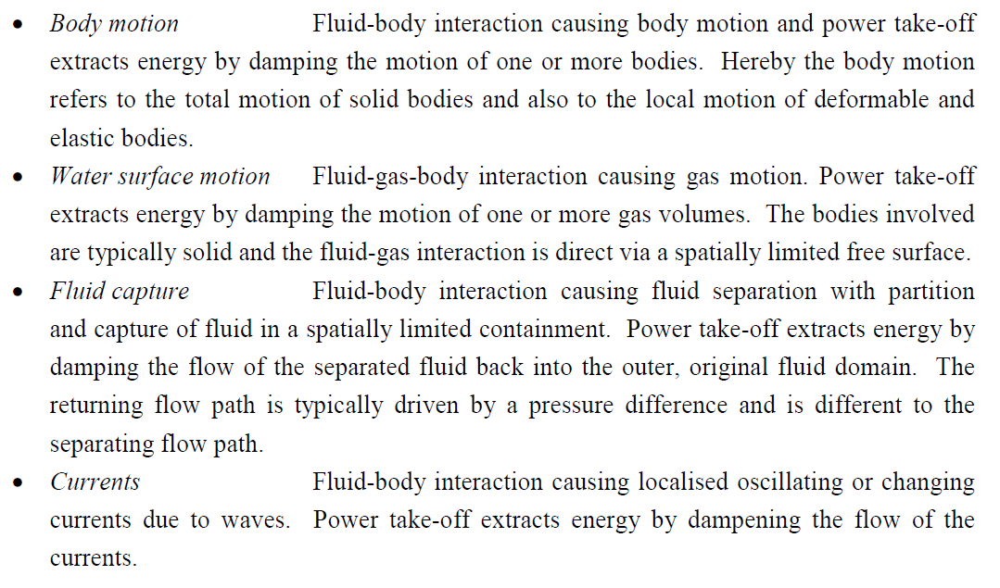 • Body motion Fluid-body interaction causing body motion and power take-off
extracts energy by damping the motion of one or more bodies. Hereby the body motion
refers to the total motion of solid bodies and also to the local motion of deformable and
elastic bodies.
• Water surface motion Fluid-gas-body interaction causing gas motion. Power take-off
extracts energy by damping the motion of one or more gas volumes. The bodies involved
are typically solid and the fluid-gas interaction is direct via a spatially limited free surface.
• Fluid capture Fluid-body interaction causing fluid separation with partition
and capture of fluid in a spatially limited containment. Power take-off extracts energy by
damping the flow of the separated fluid back into the outer, original fluid domain. The
returning flow path is typically driven by a pressure difference and is different to the
separating flow path.
• Currents Fluid-body interaction causing localised oscillating or changing
currents due to waves. Power take-off extracts energy by dampening the flow of the
currents.